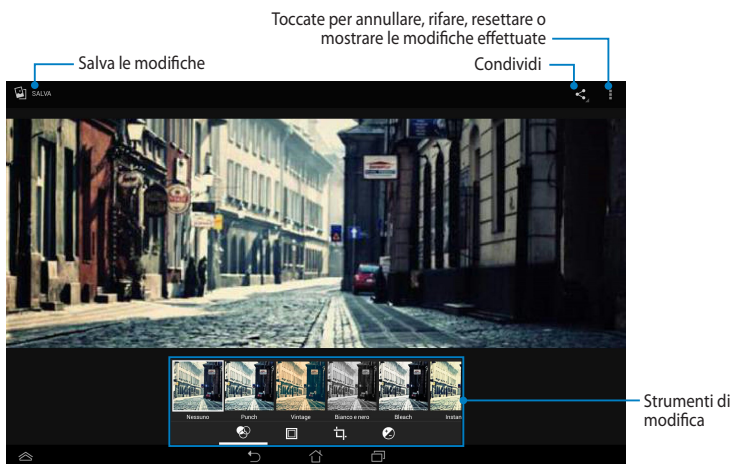 Toccate per annullare, rifare, resettare o
mostrare le modifiche effettuate
Salva le modifiche
Condividi
SALVA
Nessuno
Punch
Vintage
Bianco e nero
Bleach
Instan
Strumenti di
modifica